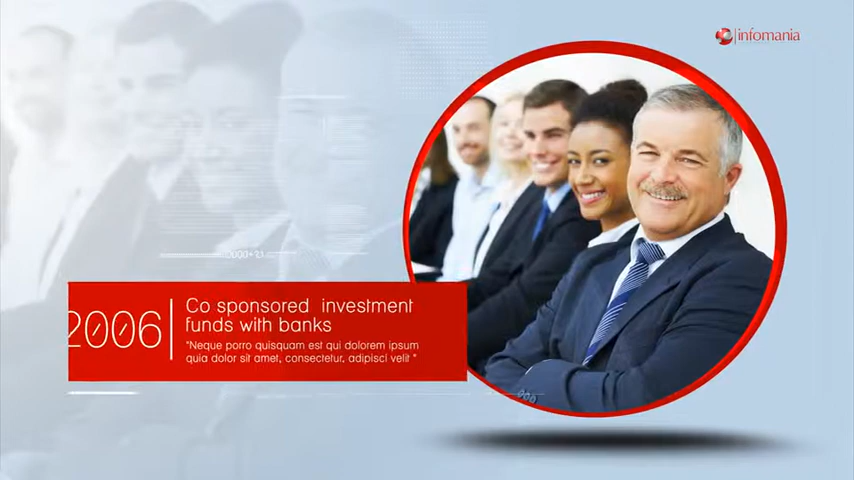 infomania
2006
Co sponsored investment
funds with banks
"Neque porro quisquam est qui dolorem ipsum
quia dolor sit amet, consectetur, adipisci velit "